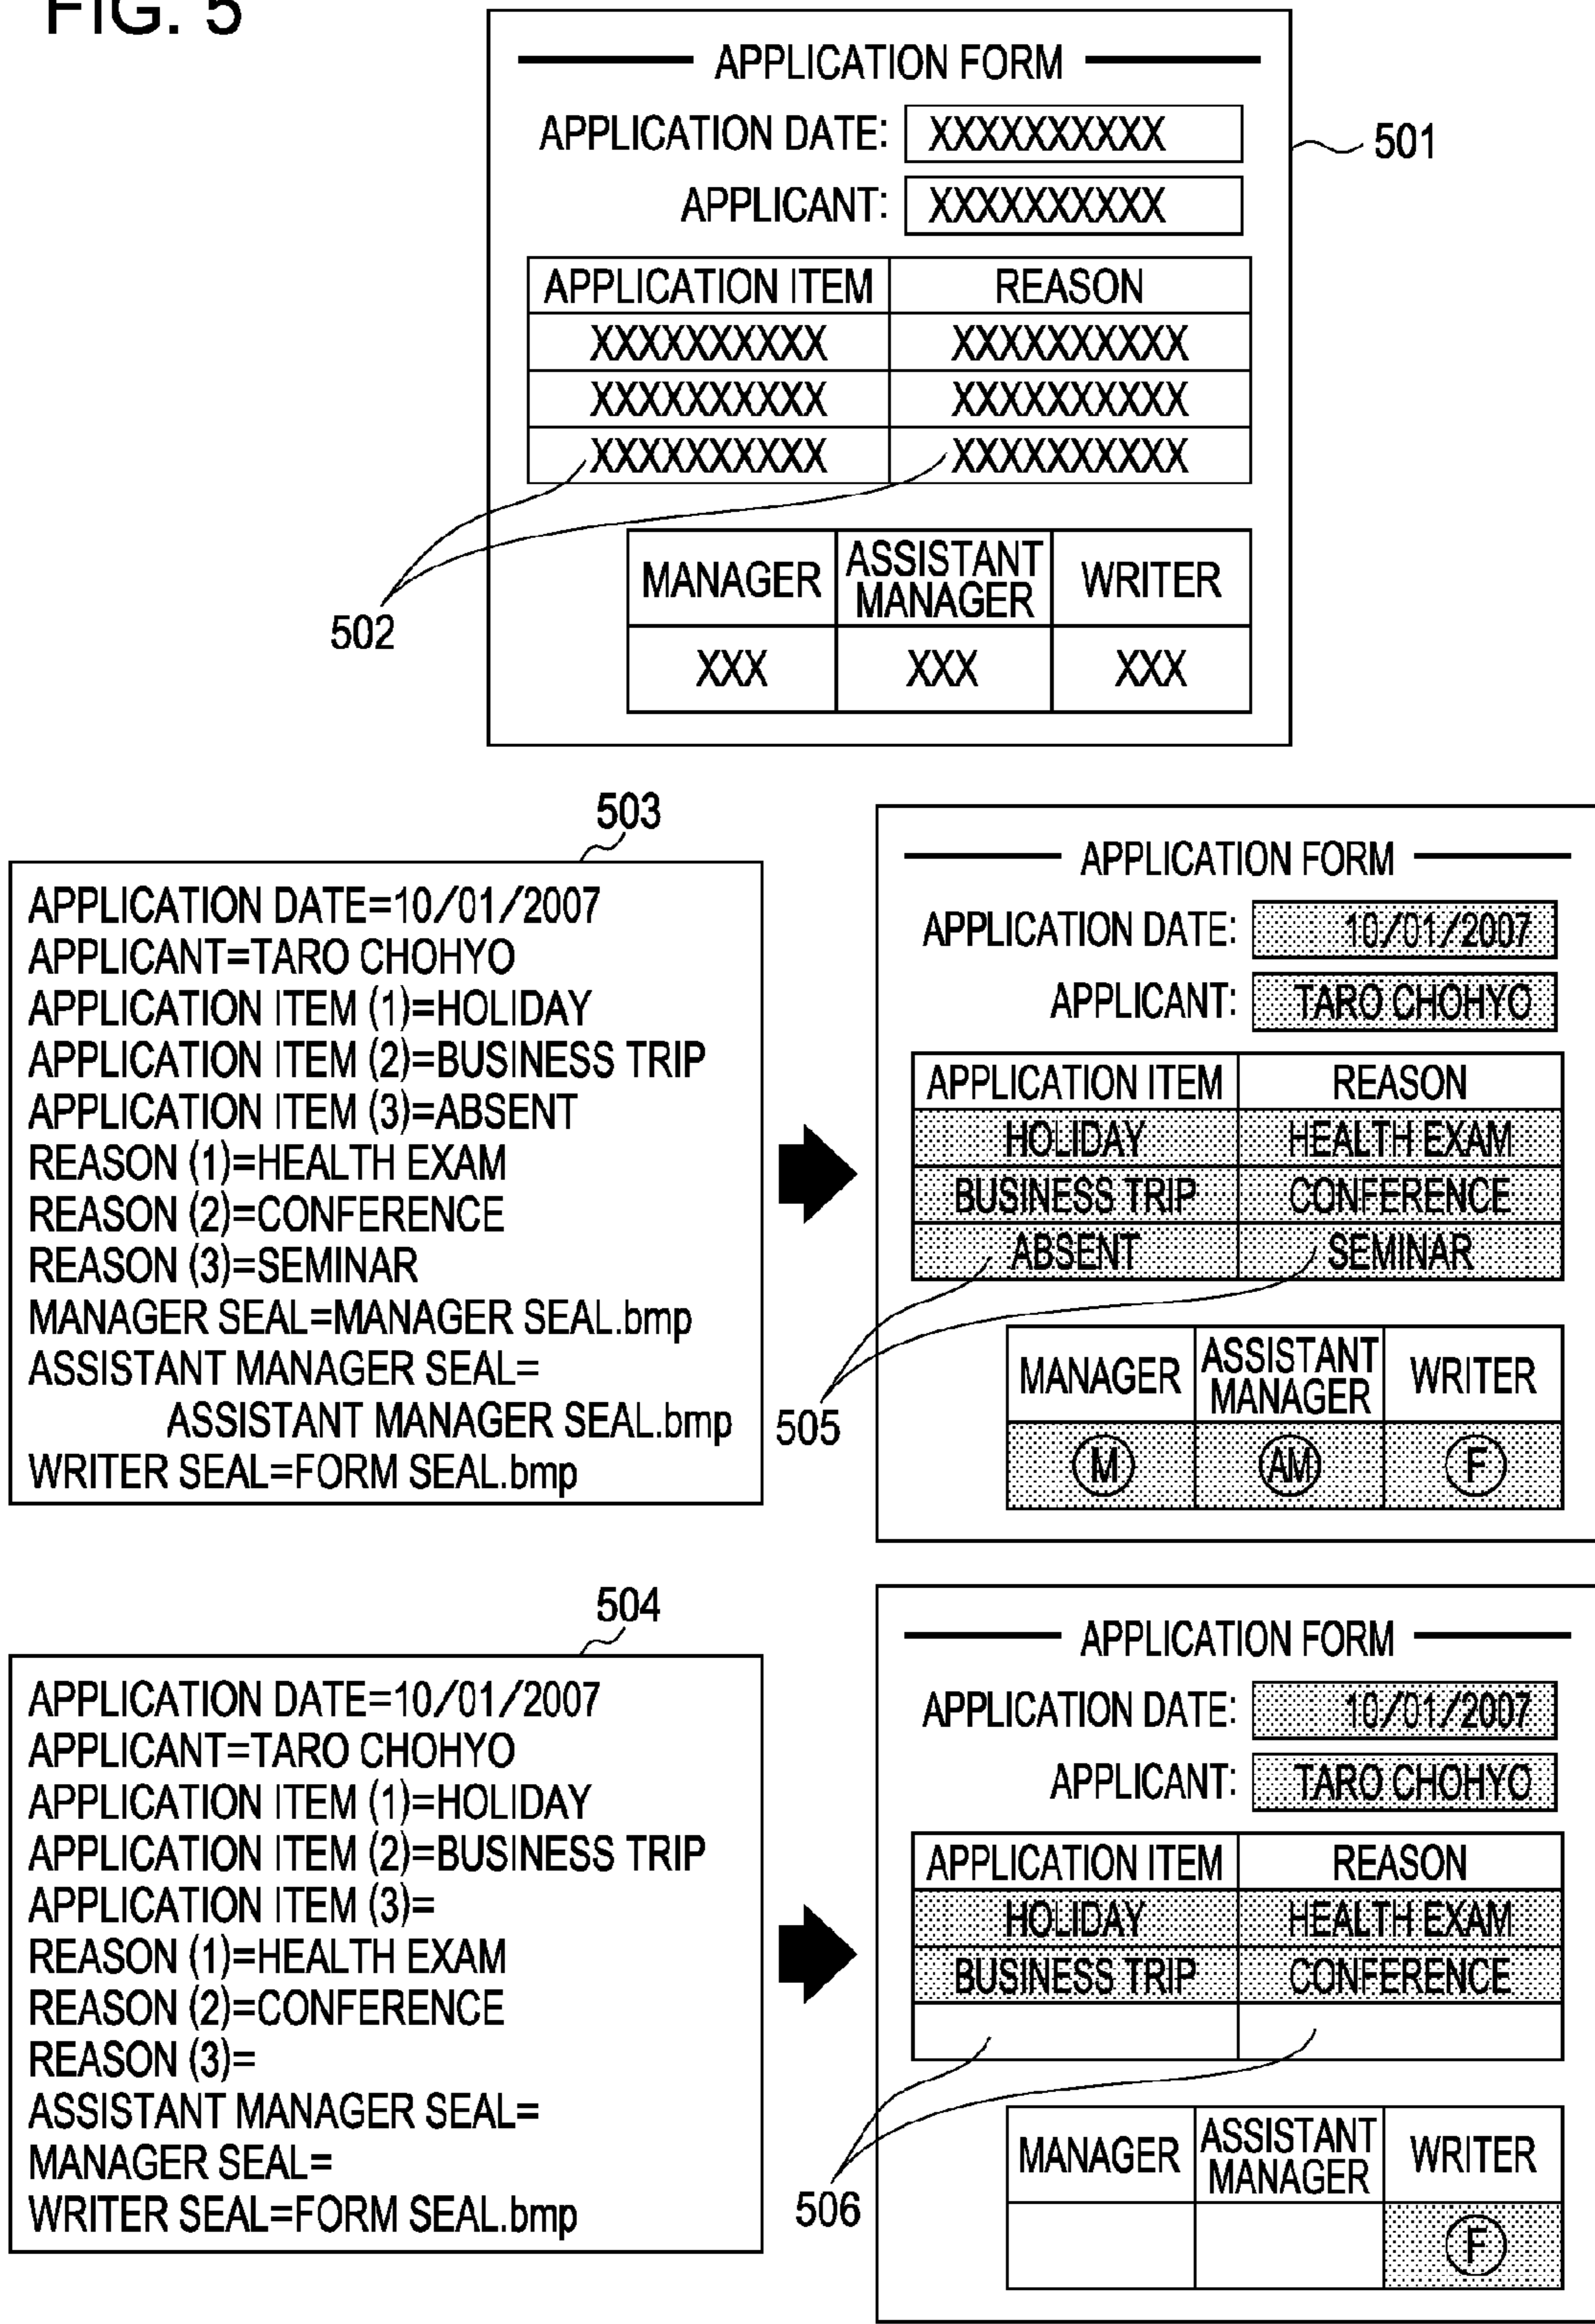 FIG. 5
APPLICATION FORM
APPLICATION DATE: XXXXXXXXXX
501
APPLICANT: XXXXXXXXXX
APPLICATION ITEM REASON
XXXXXXXXXX XXXXXXXXXX
XXXXXXXXXX XXXXXXXXXX
XXXXXXXXXX XXXXXXXXXX
502
MANAGER ASSISTANT MANAGER WRITER
XXX XXX XXX
503
APPLICATION DATE=10/01/2007
APPLICANT=TARO CHOHYO
APPLICATION ITEM (1)=HOLIDAY
APPLICATION ITEM (2)=BUSINESS TRIP
APPLICATION ITEM (3)=ABSENT
REASON (1)=HEALTH EXAM
REASON (2)=CONFERENCE
REASON (3)=SEMINAR
MANAGER SEAL=MANAGER SEAL.bmp
ASSISTANT MANAGER SEAL=
ASSISTANT MANAGER SEAL.bmp
WRITER SEAL=FORM SEAL.bmp
APPLICATION FORM
APPLICATION DATE: 10/01/2007
APPLICANT: TARO CHOHYO
APPLICATION ITEM REASON
HOLIDAY HEALTH EXAM
BUSINESS TRIP CONFERENCE
ABSENT SEMINAR
505
MANAGER ASSISTANT MANAGER WRITER
M AM F
504
APPLICATION DATE=10/01/2007
APPLICANT=TARO CHOHYO
APPLICATION ITEM (1)=HOLIDAY
APPLICATION ITEM (2)=BUSINESS TRIP
APPLICATION ITEM (3)=
REASON (1)=HEALTH EXAM
REASON (2)=CONFERENCE
REASON (3)=
ASSISTANT MANAGER SEAL=
MANAGER SEAL=
WRITER SEAL=FORM SEAL.bmp
APPLICATION FORM
APPLICATION DATE: 10/01/2007
APPLICANT: TARO CHOHYO
APPLICATION ITEM REASON
HOLIDAY HEALTH EXAM
BUSINESS TRIP CONFERENCE
506
MANAGER ASSISTANT MANAGER WRITER
F